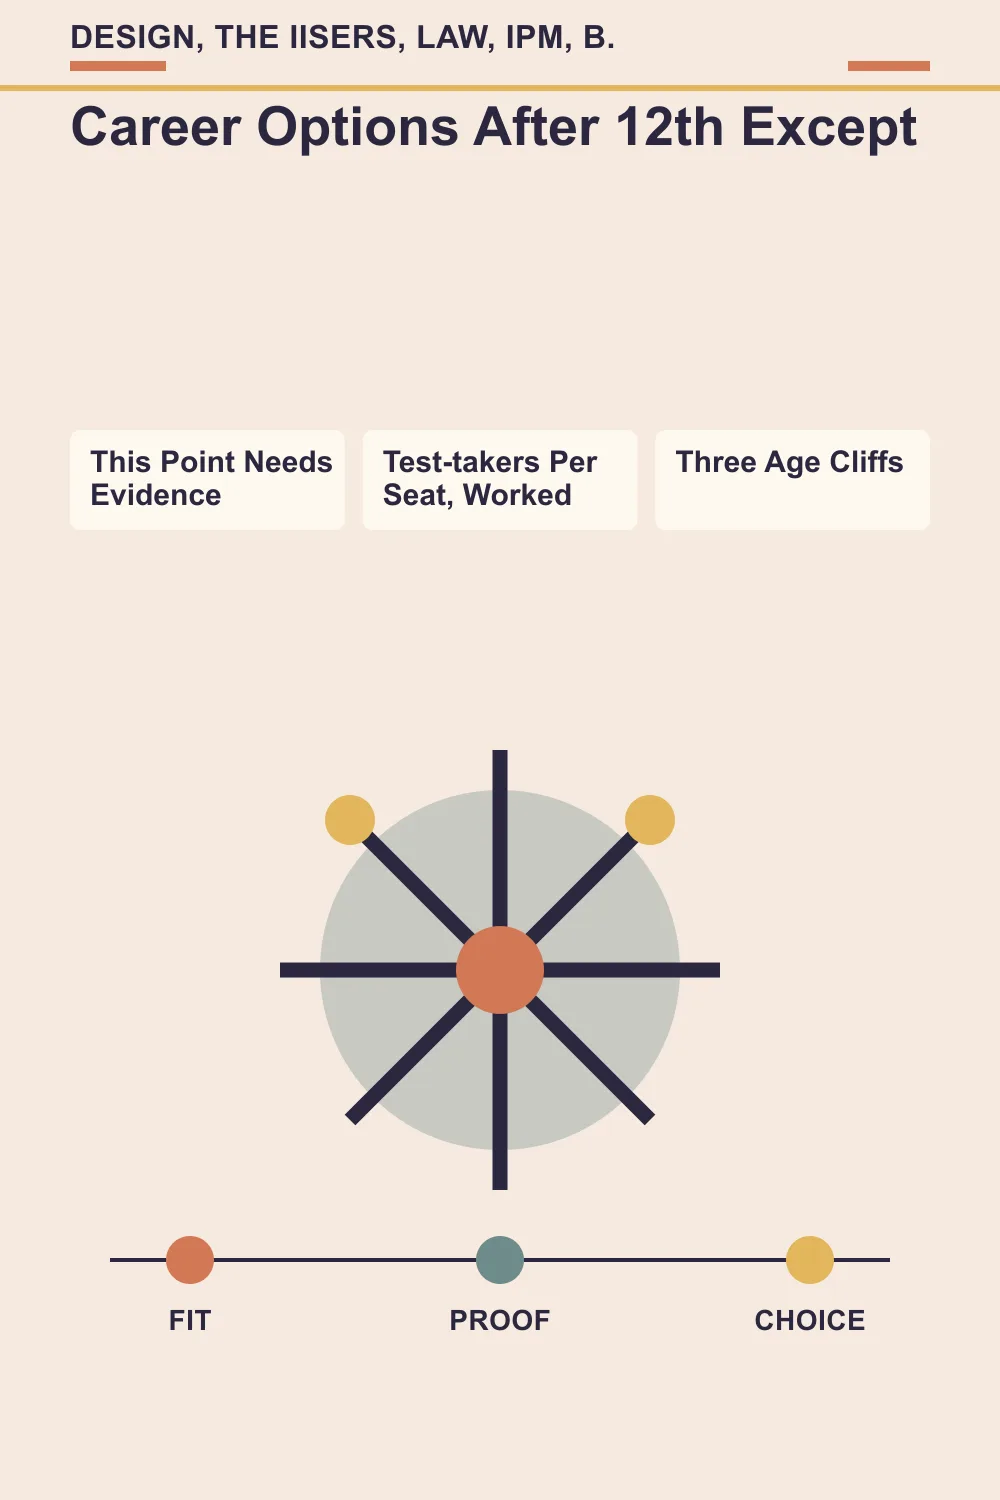 DESIGN, THE IISERS, LAW, IPM, B.
Career Options After 12th Except
This Point Needs
Evidence
Test-takers Per
Seat, Worked
Three Age Cliffs
FIT
PROOF
CHOICE